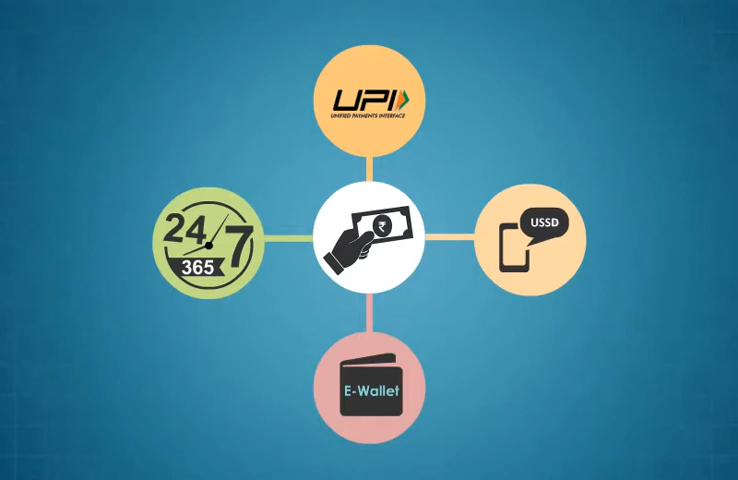 UPI
UNIFIED PAYMENTS INTERFACE
24
7
365
₹
USSD
E-Wallet